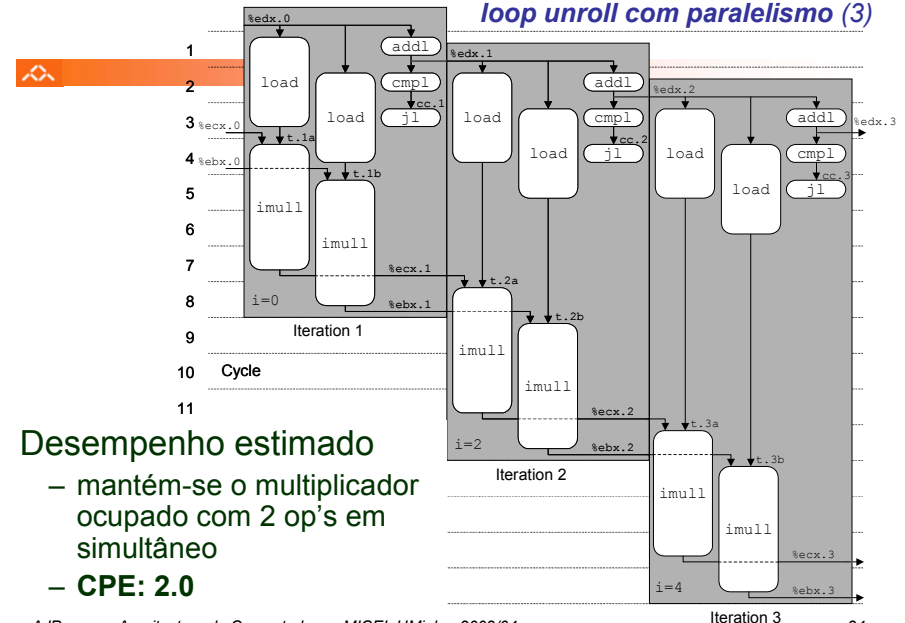 loop unroll com paralelismo (3)
%edx.0
1
addl
%edx.1
2
load
load
cmpl
cc.1
load
addl
%edx.2
3
%ecx.0
t.1a
jl
load
cmpl
cc.2
load
addl
%edx.3
4
%ebx.0
t.1b
jl
load
cmpl
cc.3
5
imull
jl
6
imull
7
%ecx.1
t.2a
8
i=0
%ebx.1
t.2b
9
Iteration 1
imull
10
Cycle
imull
11
%ecx.2
t.3a
Desempenho estimado
i=2
%ebx.2
t.3b
Iteration 2
– mantém-se o multiplicador
ocupado com 2 op's em
simultâneo
imull
imull
%ecx.3
– CPE: 2.0
i=4
%ebx.3
Iteration 3